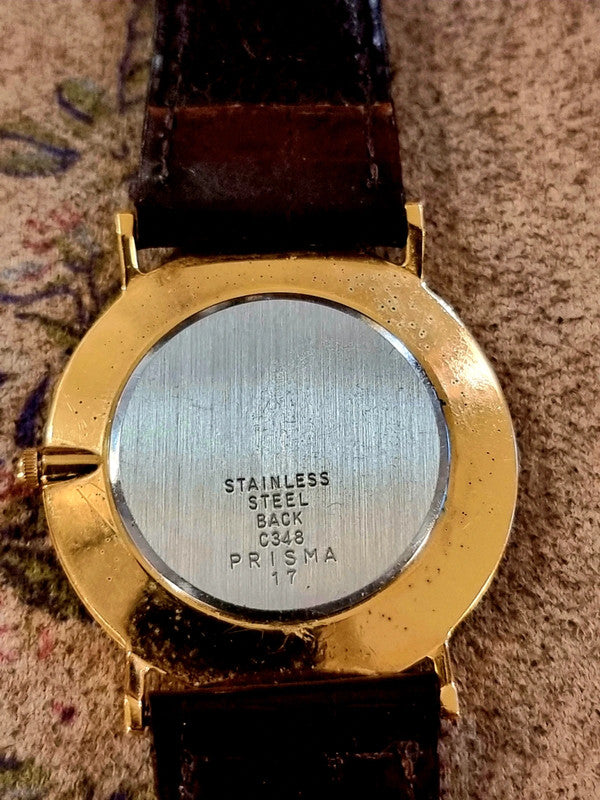 STAINLESS
STEEL
BACK
C348
PRISMA
17